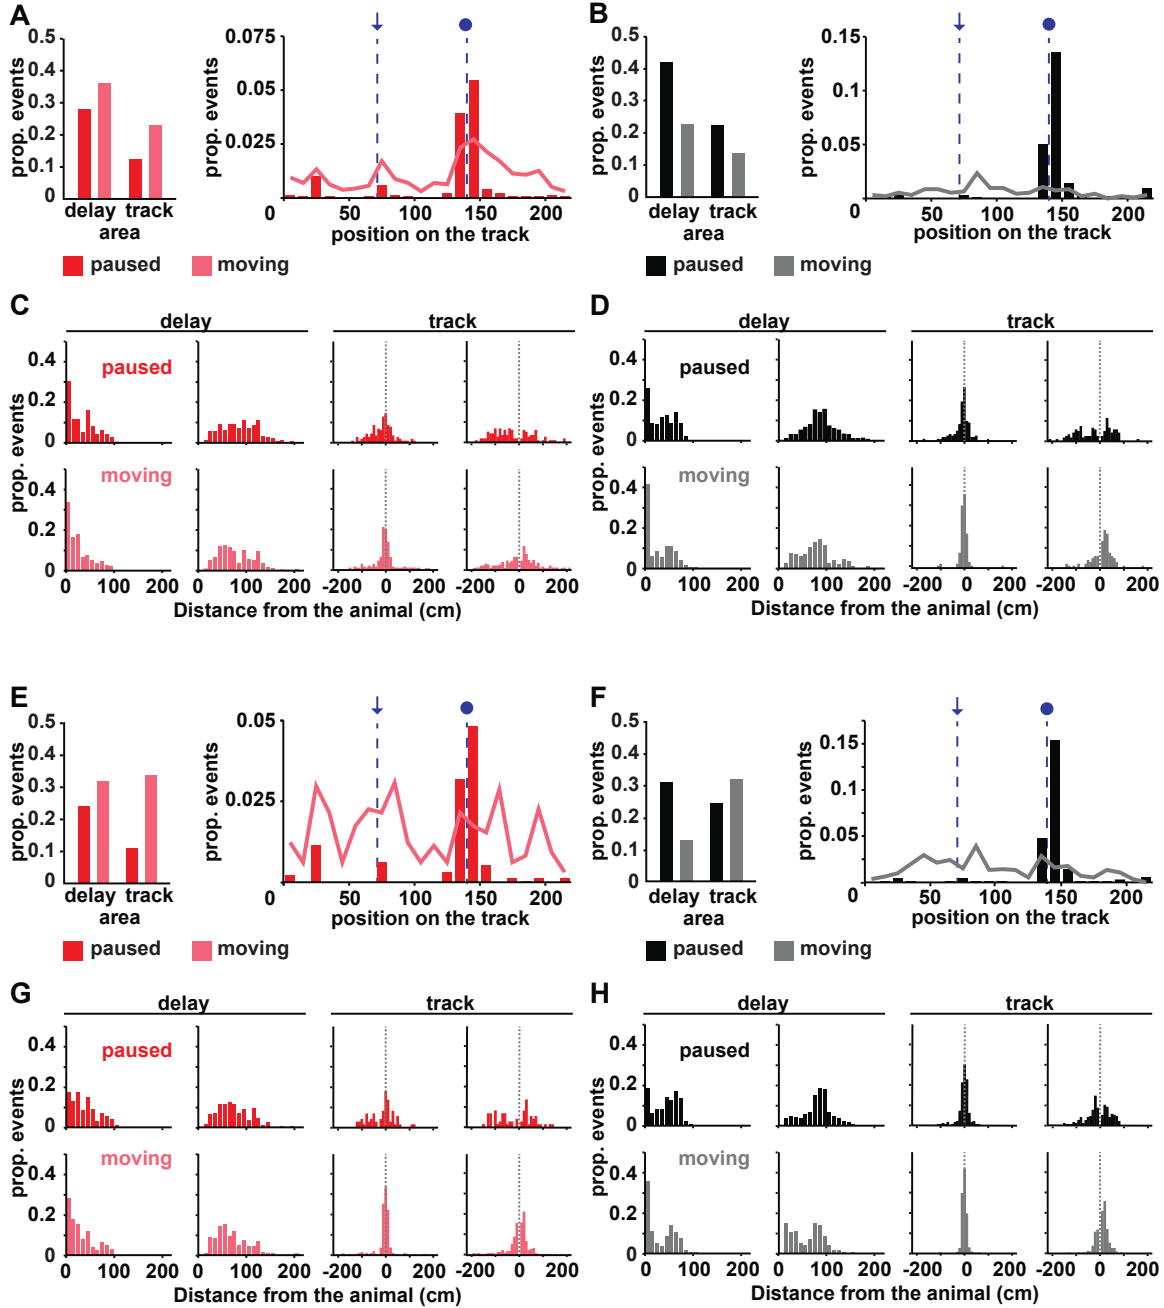 A
prop. events
0.5
0.4
0.3
0.2
0.1
0
delay track
area
prop. events
0.075
0.05
0.025
0
50 100 150 200
position on the track
paused moving
B
prop. events
0.5
0.4
0.3
0.2
0.1
0
delay track
area
prop. events
0.15
0.1
0.05
0
50 100 150 200
position on the track
paused moving
C
delay track
prop. events
0.4
0.2
0
paused
prop. events
0.4
0.2
0
moving
0 100 200 0 100 200 -200 0 200 -200 0 200
Distance from the animal (cm)
D
delay track
prop. events
0.4
0.2
0
paused
prop. events
0.4
0.2
0
moving
0 100 200 0 100 200 -200 0 200 -200 0 200
Distance from the animal (cm)
E
prop. events
0.5
0.4
0.3
0.2
0.1
0
delay track
area
prop. events
0.05
0.025
0
50 100 150 200
position on the track
paused moving
F
prop. events
0.5
0.4
0.3
0.2
0.1
0
delay track
area
prop. events
0.15
0.1
0.05
0
50 100 150 200
position on the track
paused moving
G
delay track
prop. events
0.4
0.2
0
paused
prop. events
0.4
0.2
0
moving
0 100 200 0 100 200 -200 0 200 -200 0 200
Distance from the animal (cm)
H
delay track
prop. events
0.4
0.2
0
paused
prop. events
0.4
0.2
0
moving
0 100 200 0 100 200 -200 0 200 -200 0 200
Distance from the animal (cm)